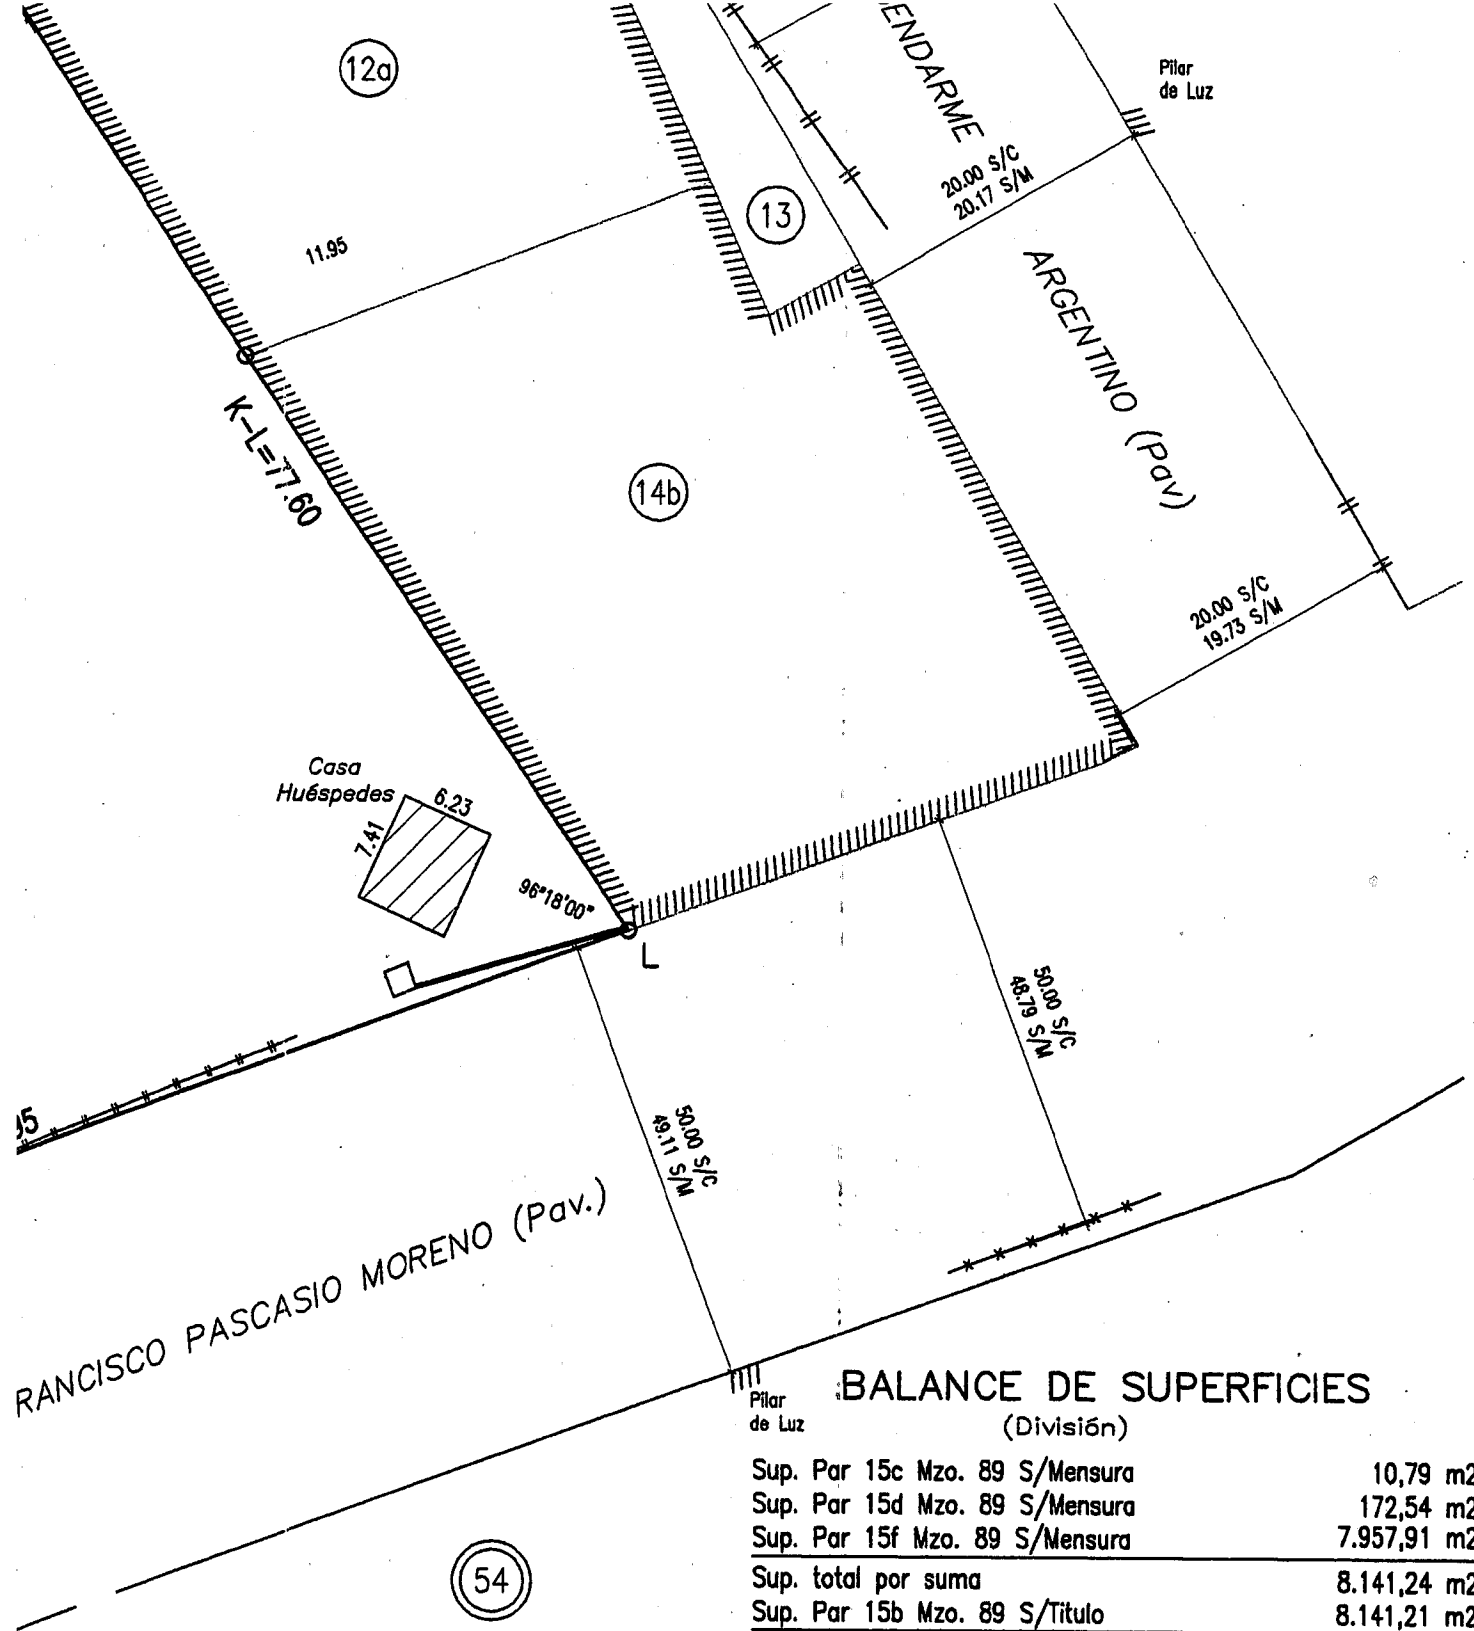 12a
ENDARME
Pilar
de Luz
20.00 S/C
20.17 S/M
13
11.95
ARGENTINO (Pav)
K-L=77.60
14b
20.00 S/C
19.73 S/M
Casa
Huéspedes
6.23
7.41
96°18'00"
L
50.00 S/C
48.79 S/M
50.00 S/C
49.11 S/M
95
RANCISCO PASCASIO MORENO (Pav.)
Pilar
de Luz
BALANCE DE SUPERFICIES
(División)
Sup. Par 15c Mzo. 89 S/Mensura 10,79 m2
Sup. Par 15d Mzo. 89 S/Mensura 172,54 m2
Sup. Par 15f Mzo. 89 S/Mensura 7.957,91 m2
Sup. total por suma 8.141,24 m2
Sup. Par 15b Mzo. 89 S/Titulo 8.141,21 m2
54